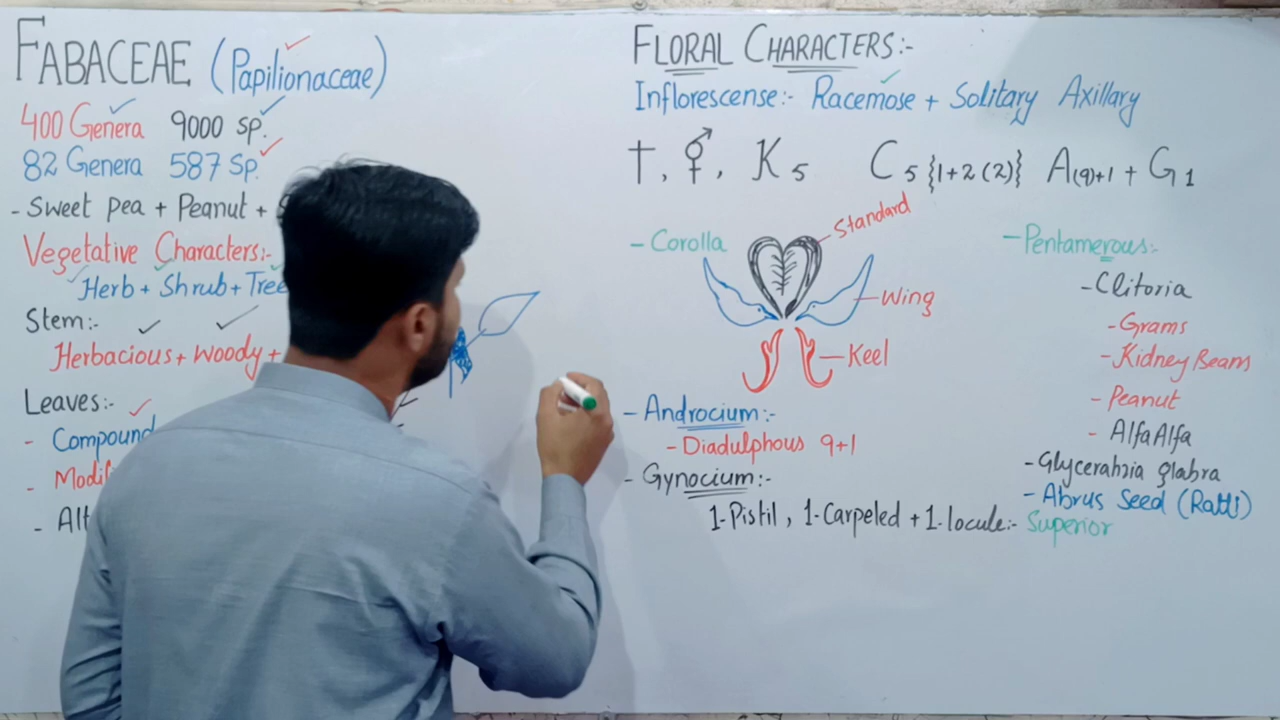 FABACEAE (Papilionaceae)
400 Genera 9000 sp.
82 Genera 587 Sp.
- Sweet pea + Peanut +
Vegetative Characters:-
Herb + Shrub + Tree
Stem:-
Herbacious + Woody +
Leaves:-
- Compound
- Modif
- Alt
FLORAL CHARACTERS:-
Inflorescense:- Racemose + Solitary Axillary
†, ⚥, K5 C5{1+2(2)} A(9)+1 + G1
- Corolla
Standard
Wing
Keel
- Androcium:-
- Diadulphous 9+1
- Gynocium:-
1-Pistil, 1-Carpeled + 1-locule:- Superior
- Pentamerous:-
- Clitoria
- Grams
- Kidney Beans
- Peanut
- AlfaAlfa
- Glycerahzia glabra
- Abrus Seed (Ratti)